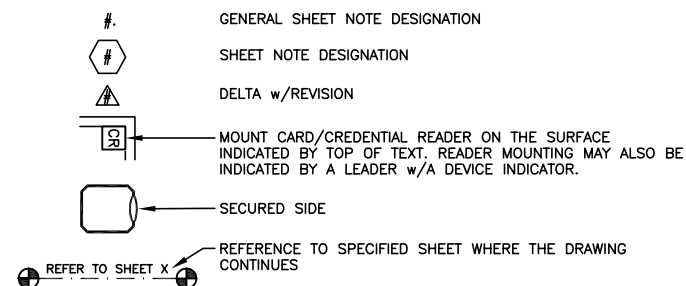 #. GENERAL SHEET NOTE DESIGNATION
# SHEET NOTE DESIGNATION
# DELTA w/REVISION
CR MOUNT CARD/CREDENTIAL READER ON THE SURFACE
INDICATED BY TOP OF TEXT. READER MOUNTING MAY ALSO BE
INDICATED BY A LEADER w/A DEVICE INDICATOR.
SECURED SIDE
REFERENCE TO SPECIFIED SHEET WHERE THE DRAWING
CONTINUES
REFER TO SHEET X